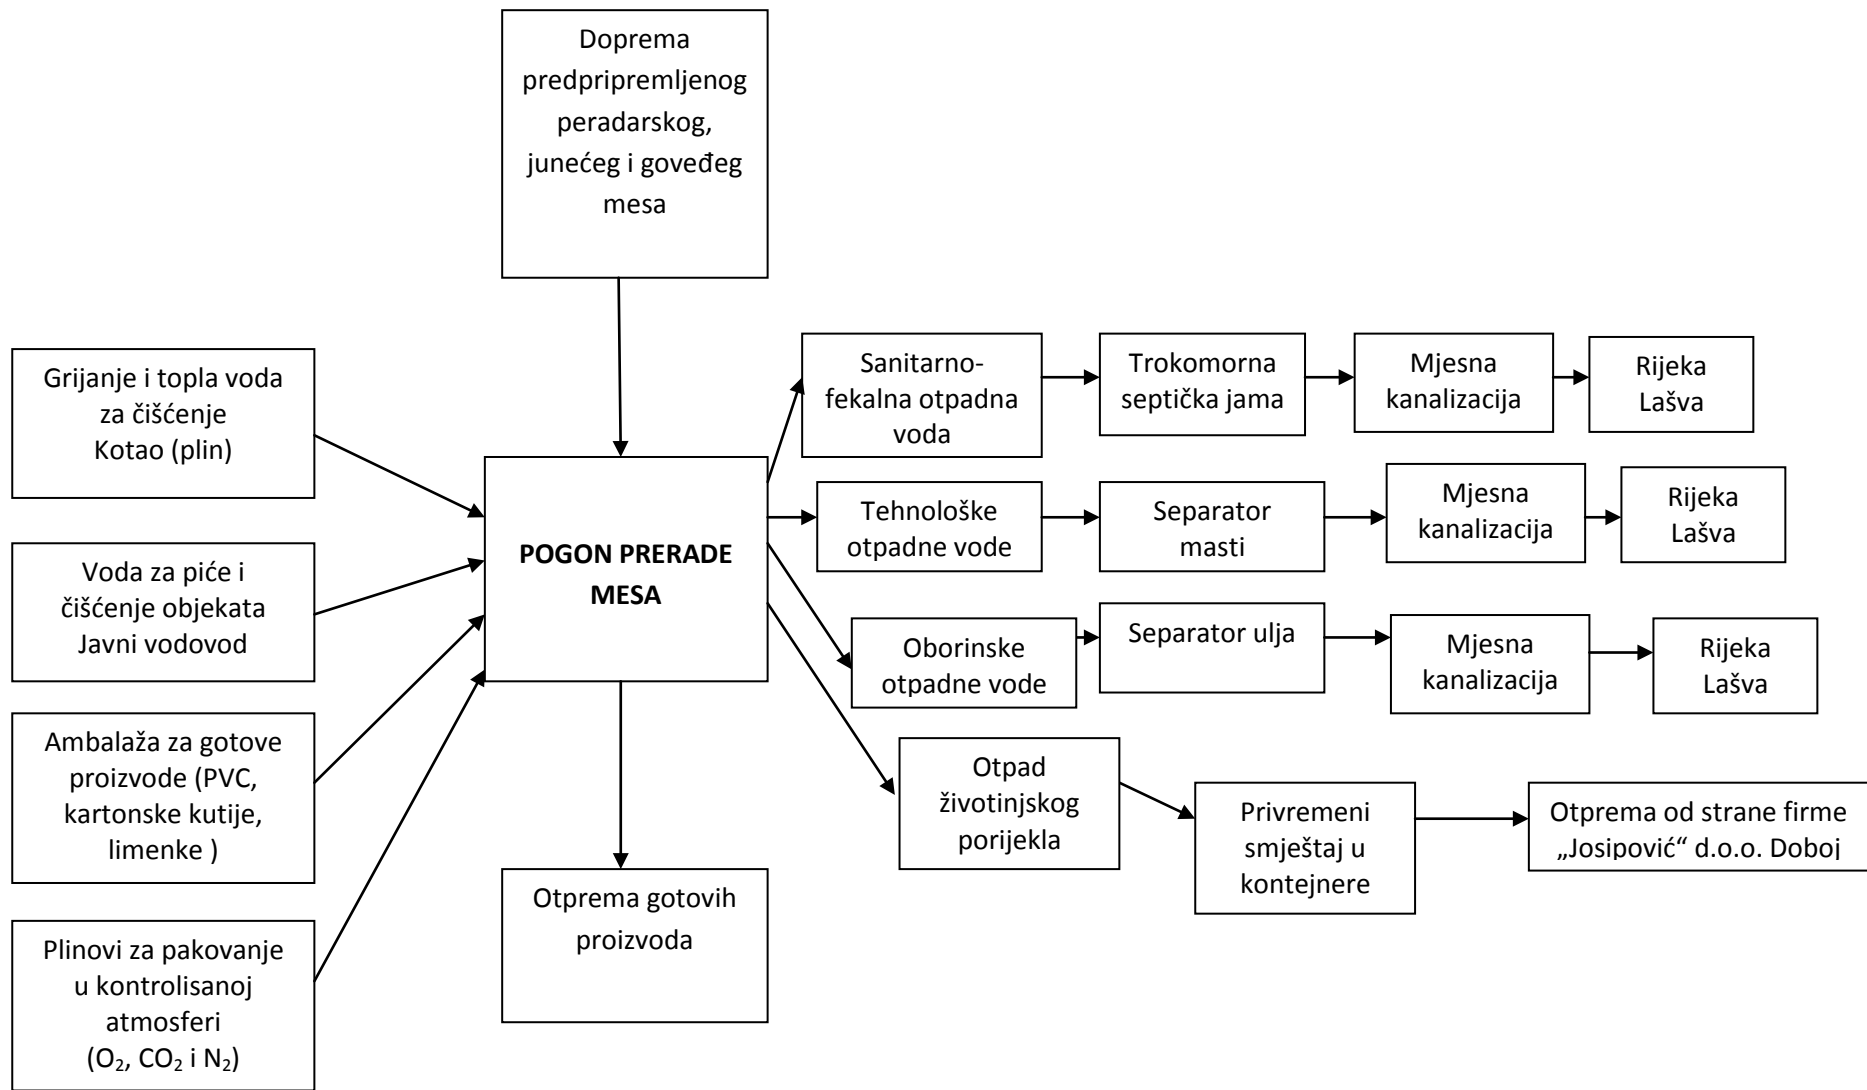 Doprema
predpripremljenog
peradarskog,
junećeg i goveđeg
mesa
Grijanje i topla voda
za čišćenje
Kotao (plin)
Voda za piće i
čišćenje objekata
Javni vodovod
Ambalaža za gotove
proizvode (PVC,
kartonske kutije,
limenke )
Plinovi za pakovanje
u kontrolisanoj
atmosferi
(O₂, CO₂ i N₂)
POGON PRERADE
MESA
Otprema gotovih
proizvoda
Sanitarno-
fekalna otpadna
voda
Trokomorna
septička jama
Mjesna
kanalizacija
Rijeka
Lašva
Tehnološke
otpadne vode
Separator
masti
Mjesna
kanalizacija
Rijeka
Lašva
Oborinske
otpadne vode
Separator ulja
Mjesna
kanalizacija
Rijeka
Lašva
Otpad
životinjskog
porijekla
Privremeni
smještaj u
kontejnere
Otprema od strane firme
„Josipović“ d.o.o. Doboj